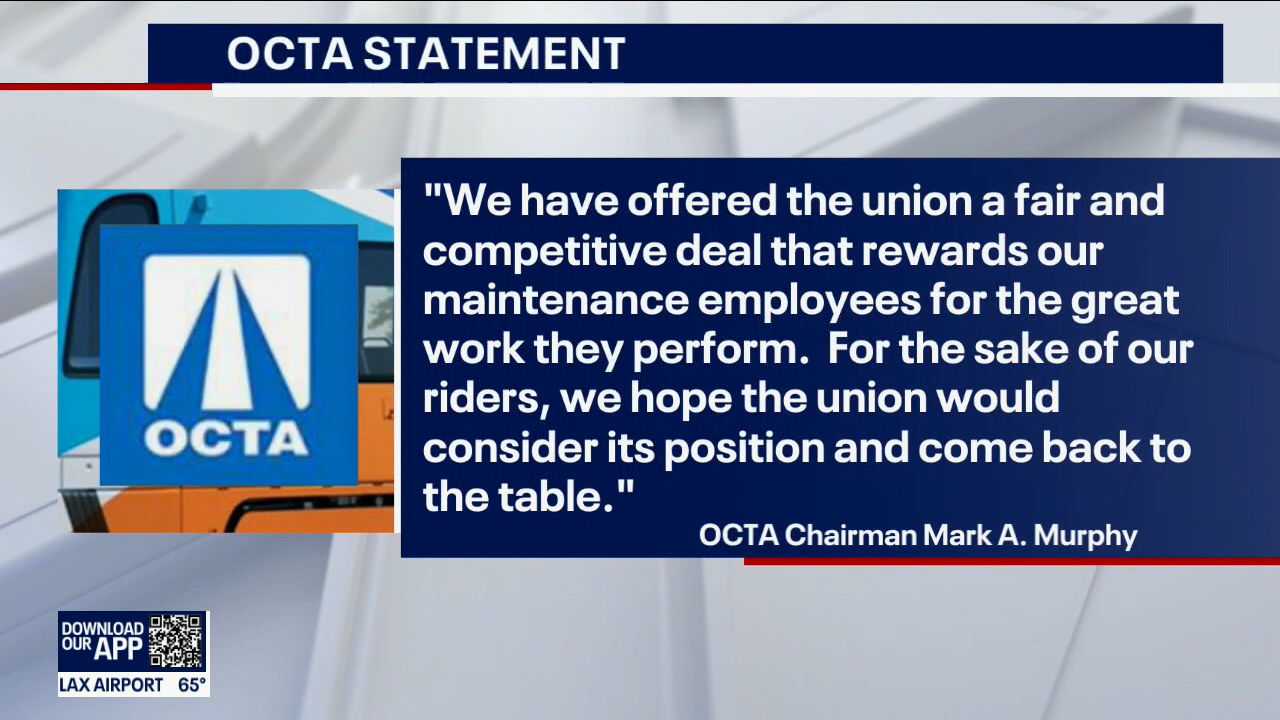 OCTA STATEMENT
"We have offered the union a fair and
competitive deal that rewards our
maintenance employees for the great
work they perform.  For the sake of our
riders, we hope the union would
consider its position and come back to
the table."
OCTA Chairman Mark A. Murphy
OCTA
DOWNLOAD
OUR APP
LAX AIRPORT 65°